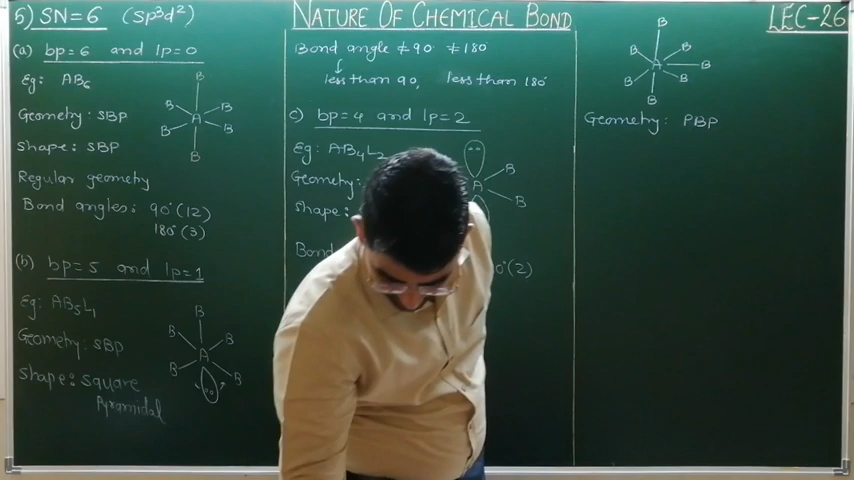 NATURE OF CHEMICAL BOND
LEC-26
5) SN=6 (sp³d²)
(a) bp=6 and lp=0
Eg: AB₆
Geometry: SBP
Shape: SBP
Regular geometry
Bond angles: 90° (12)
180° (3)
B
B B
A
B B
B
(b) bp=5 and lp=1
Eg: AB₅L₁
Geometry: SBP
Shape: Square
Pyramidal
B
B B
A
B B
Bond angle ≠ 90 ≠ 180
less than 90, less than 180°
c) bp=4 and lp=2
Eg: AB₄L₂
Geometry:
Shape:
Bond
0° (2)
B
A
B
B
B B
A B
B B
B
Geometry: PBP